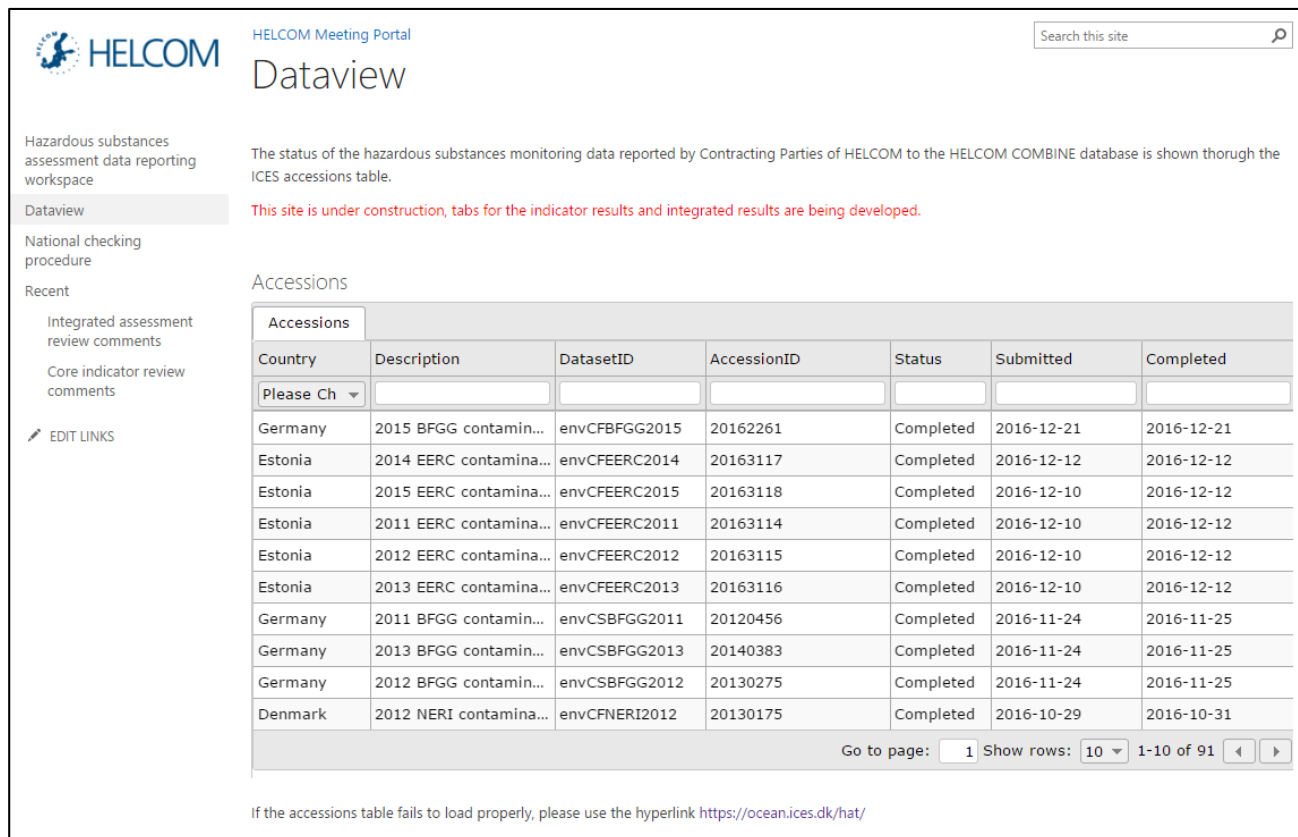 HELCOM
HELCOM
HELCOM Meeting Portal
Search this site
Dataview
Hazardous substances
assessment data reporting
workspace
Dataview
National checking
procedure
Recent
Integrated assessment
review comments
Core indicator review
comments
EDIT LINKS
The status of the hazardous substances monitoring data reported by Contracting Parties of HELCOM to the HELCOM COMBINE database is shown thorugh the
ICES accessions table.
This site is under construction, tabs for the indicator results and integrated results are being developed.
Accessions
Accessions
Country Description DatasetID AccessionID Status Submitted Completed
Please Ch
Germany 2015 BFGG contamin... envCFBFGG2015 20162261 Completed 2016-12-21 2016-12-21
Estonia 2014 EERC contamina... envCFEERC2014 20163117 Completed 2016-12-12 2016-12-12
Estonia 2015 EERC contamina... envCFEERC2015 20163118 Completed 2016-12-10 2016-12-12
Estonia 2011 EERC contamina... envCFEERC2011 20163114 Completed 2016-12-10 2016-12-12
Estonia 2012 EERC contamina... envCFEERC2012 20163115 Completed 2016-12-10 2016-12-12
Estonia 2013 EERC contamina... envCFEERC2013 20163116 Completed 2016-12-10 2016-12-12
Germany 2011 BFGG contamin... envCSBFGG2011 20120456 Completed 2016-11-24 2016-11-25
Germany 2013 BFGG contamin... envCSBFGG2013 20140383 Completed 2016-11-24 2016-11-25
Germany 2012 BFGG contamin... envCSBFGG2012 20130275 Completed 2016-11-24 2016-11-25
Denmark 2012 NERI contamina... envCFNERI2012 20130175 Completed 2016-10-29 2016-10-31
Go to page: 1 Show rows: 10 1-10 of 91
If the accessions table fails to load properly, please use the hyperlink https://ocean.ices.dk/hat/